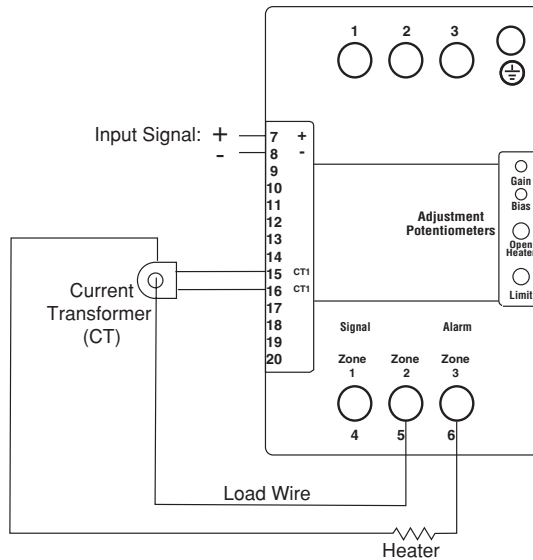 1 2 3
Input Signal: +
-
7 +
8 -
9
10
11
12
13
14
15 CT1
16 CT1
17
18
19
20
Gain
Bias
Open
Heater
Limit
Adjustment
Potentiometers
Current
Transformer
(CT)
Signal Alarm
Zone Zone Zone
1 2 3
4 5 6
Load Wire
Heater